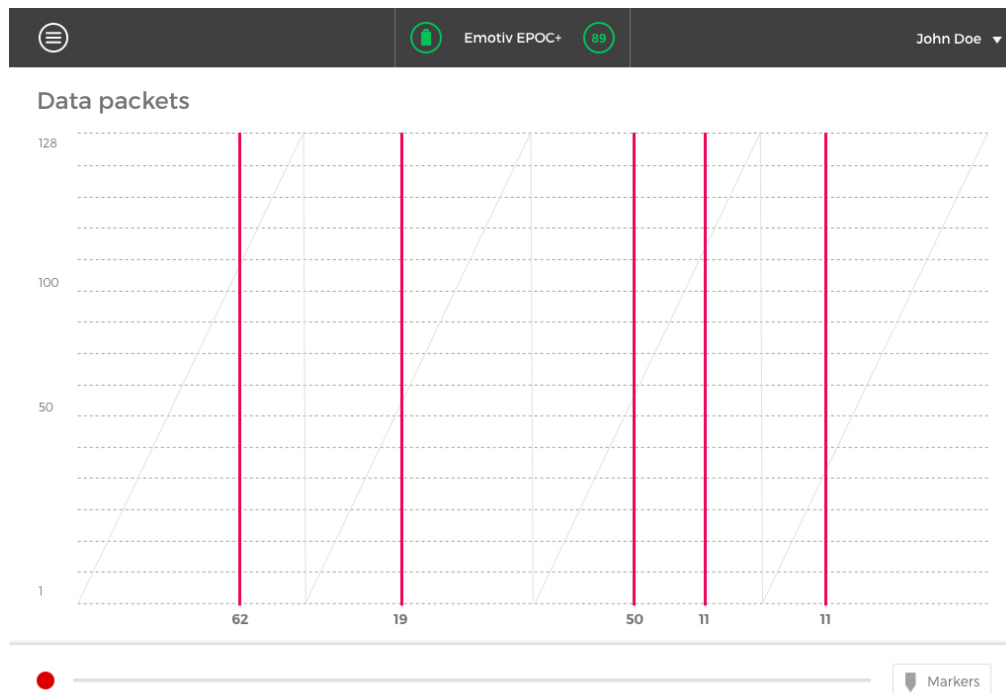 Emotiv EPOC+ 89 John Doe
Data packets
128
100
50
1
62 19 50 11 11
Markers